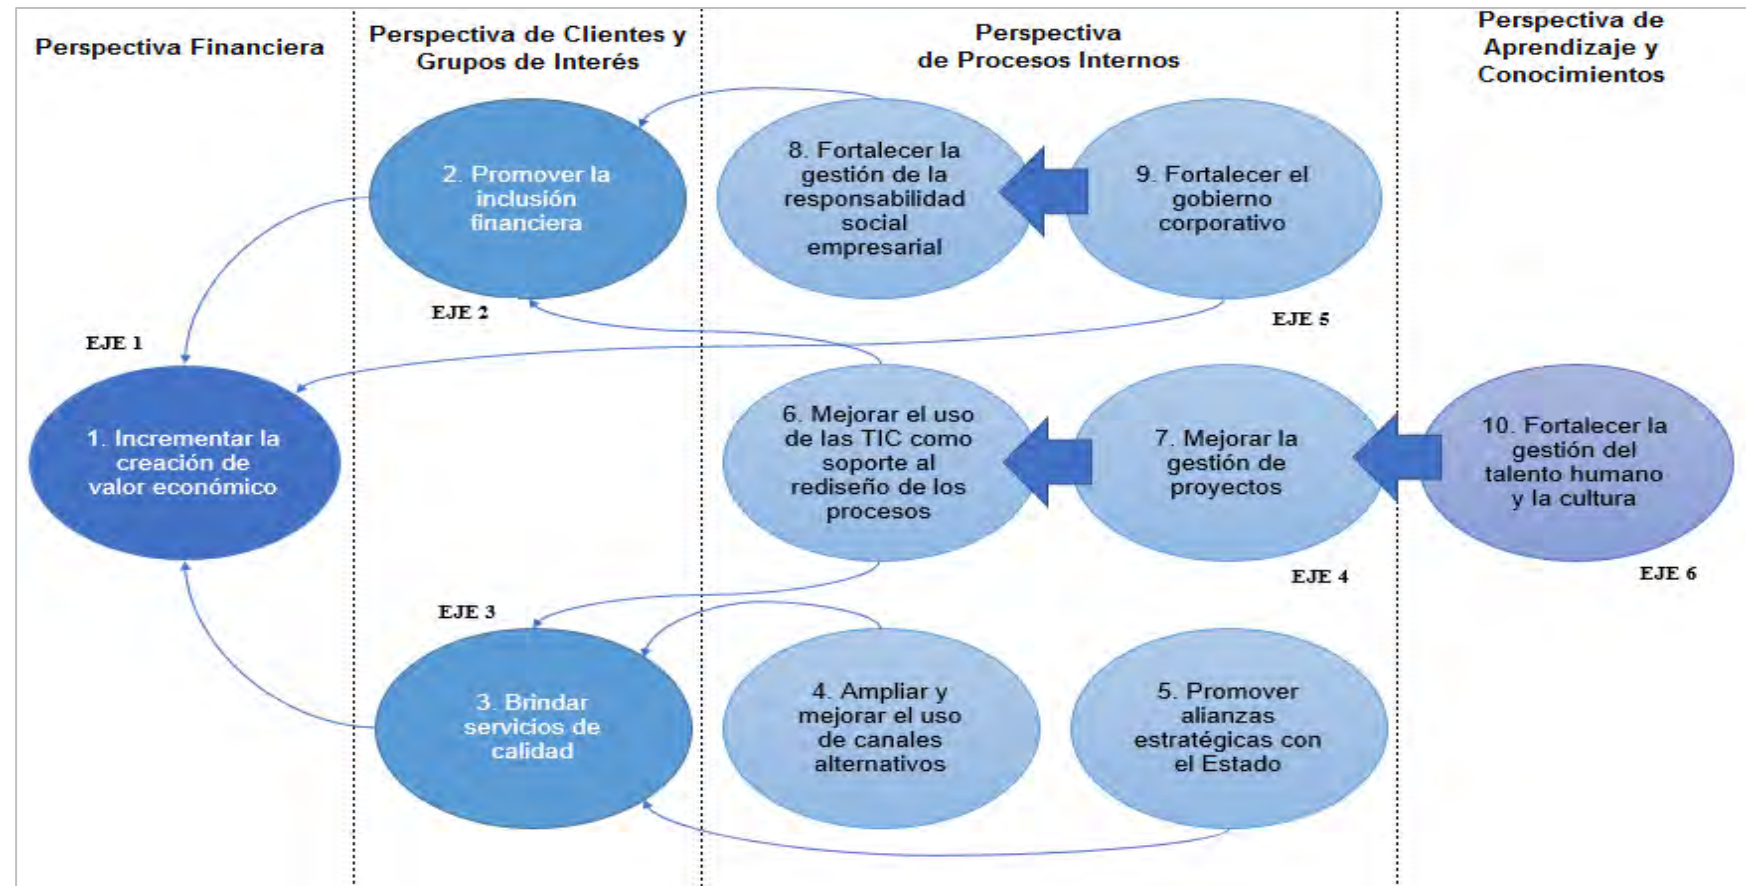 Perspectiva Financiera
Perspectiva de Clientes y
Grupos de Interés
Perspectiva
de Procesos Internos
Perspectiva de
Aprendizaje y
Conocimientos
2. Promover la
inclusión
financiera
8. Fortalecer la
gestión de la
responsabilidad
social
empresarial
9. Fortalecer el
gobierno
corporativo
EJE 1
EJE 2
EJE 5
1. Incrementar la
creación de
valor económico
6. Mejorar el uso
de las TIC como
soporte al
rediseño de los
procesos
7. Mejorar la
gestión de
proyectos
10. Fortalecer la
gestión del
talento humano
y la cultura
EJE 3
EJE 4
EJE 6
3. Brindar
servicios de
calidad
4. Ampliar y
mejorar el uso
de canales
alternativos
5. Promover
alianzas
estratégicas con
el Estado